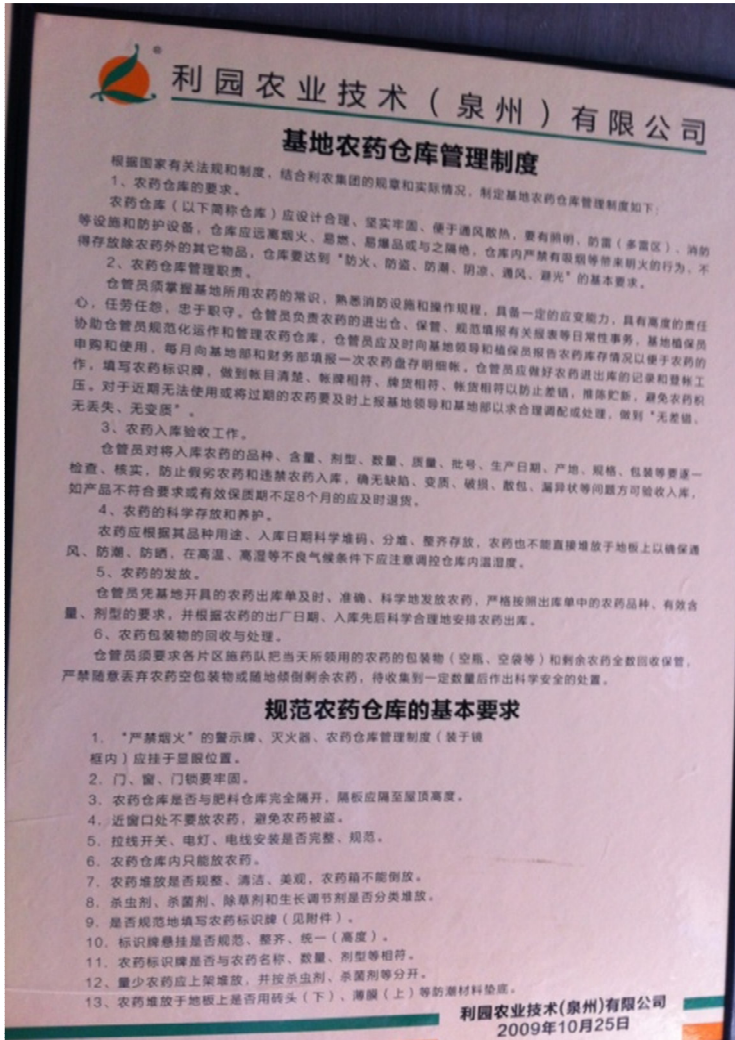 ®
利园农业技术（泉州）有限公司
基地农药仓库管理制度
根据国家有关法规和制度，结合利农集团的规章和实际情况，制定基地农药仓库管理制度如下：
1、农药仓库的要求。
农药仓库（以下简称仓库）应设计合理、坚实牢固、便于通风散热，要有照明，防雷（多雷区）、消防
等设施和防护设备，仓库应远离烟火、易燃、易爆品或与之隔绝，仓库内严禁有吸烟等带来明火的行为，不
得存放除农药外的其它物品，仓库要达到“防火、防盗、防潮、阴凉、通风、避光”的基本要求。
2、农药仓库管理职责。
仓管员须掌握基地所用农药的常识，熟悉消防设施和操作规程，具备一定的应变能力，具有高度的责任
心，任劳任怨，忠于职守。仓管员负责农药的进出仓、保管、规范填报有关报表等日常性事务，基地植保员
协助仓管员规范化运作和管理农药仓库，仓管员应及时向基地领导和植保员报告农药库存情况以便于农药的
申购和使用，每月向基地部和财务部填报一次农药盘存明细帐。仓管员应做好农药进出库的记录和登帐工
作，填写农药标识牌，做到帐目清楚、帐牌相符、牌货相符、帐货相符以防止差错，推陈贮新，避免农药积
压。对于近期无法使用或将过期的农药要及时上报基地领导和基地部以求合理调配或处理，做到“无差错、
无丢失、无变质”。
3、农药入库验收工作。
仓管员对将入库农药的品种、含量、剂型、数量、质量、批号、生产日期、产地、规格、包装等要逐一
检查、核实，防止假劣农药和违禁农药入库，确无缺陷、变质、破损、散包、漏异状等问题方可验收入库，
如产品不符合要求或有效保质期不足8个月的应及时退货。
4、农药的科学存放和养护。
农药应根据其品种用途、入库日期科学堆码、分堆、整齐存放，农药也不能直接堆放于地板上以确保通
风、防潮、防晒，在高温、高湿等不良气候条件下应注意调控仓库内温湿度。
5、农药的发放。
仓管员凭基地开具的农药出库单及时、准确、科学地发放农药，严格按照出库单中的农药品种、有效含
量、剂型的要求，并根据农药的出厂日期、入库先后科学合理地安排农药出库。
6、农药包装物的回收与处理。
仓管员须要求各片区施药队把当天所领用的农药的包装物（空瓶、空袋等）和剩余农药全数回收保管，
严禁随意丢弃农药空包装物或随地倾倒剩余农药，待收集到一定数量后作出科学安全的处置。
规范农药仓库的基本要求
1．“严禁烟火”的警示牌、灭火器、农药仓库管理制度（装于镜
框内）应挂于显眼位置。
2．门、窗、门锁要牢固。
3．农药仓库是否与肥料仓库完全隔开，隔板应隔至屋顶高度。
4．近窗口处不要放农药，避免农药被盗。
5．拉线开关、电灯、电线安装是否完整、规范。
6．农药仓库内只能放农药。
7．农药堆放是否规整、清洁、美观，农药箱不能倒放。
8．杀虫剂、杀菌剂、除草剂和生长调节剂是否分类堆放。
9．是否规范地填写农药标识牌（见附件）。
10．标识牌悬挂是否规范、整齐、统一（高度）。
11．农药标识牌是否与农药名称、数量、剂型等相符。
12、量少农药应上架堆放，并按杀虫剂、杀菌剂等分开。
13、农药堆放于地板上是否用砖头（下）、薄膜（上）等防潮材料垫底。
利园农业技术(泉州)有限公司
2009年10月25日